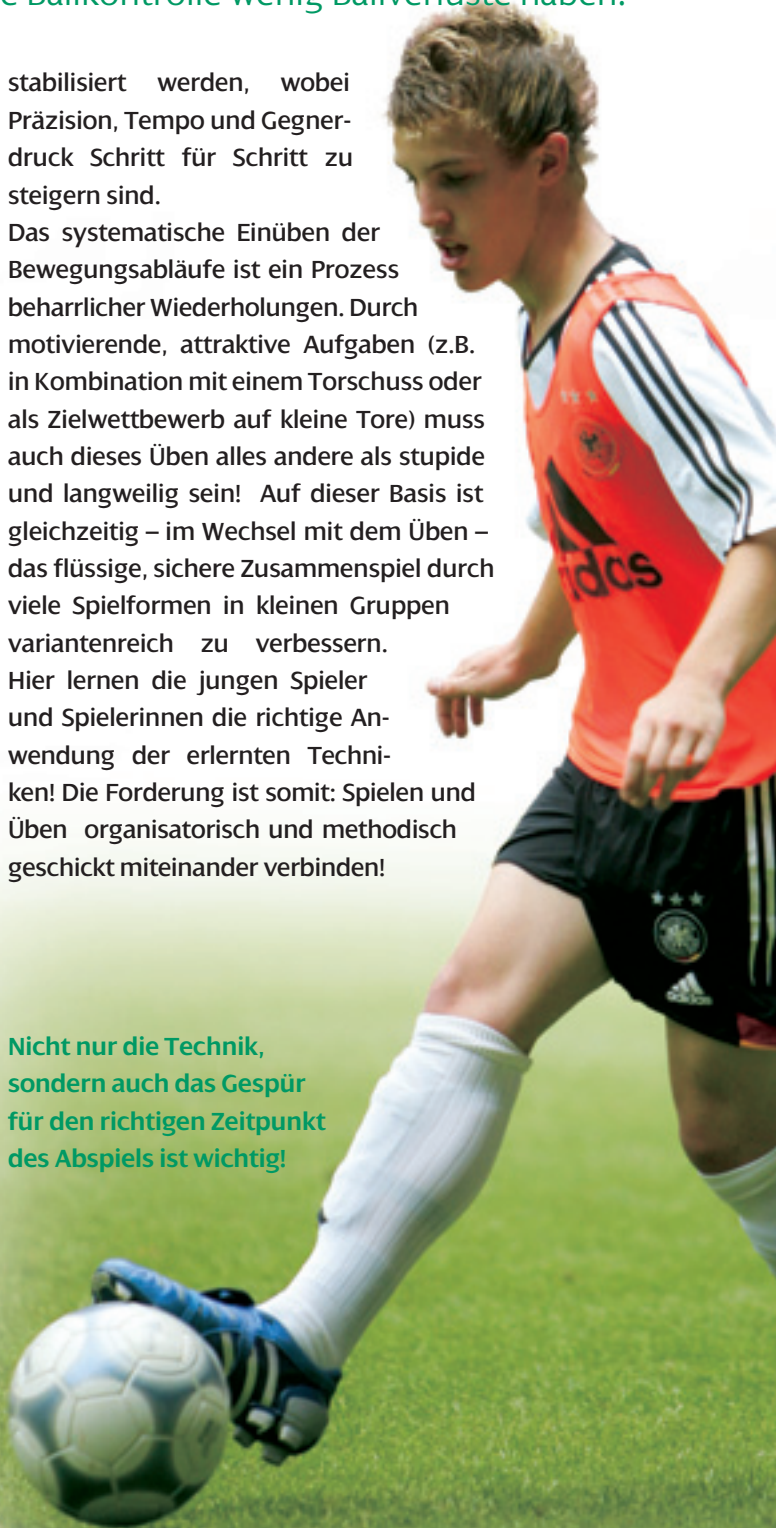 e Ballkontrolle wenig Ballverluste haben.
stabilisiert werden, wobei
Präzision, Tempo und Gegner-
druck Schritt für Schritt zu
steigern sind.
Das systematische Einüben der
Bewegungsabläufe ist ein Prozess
beharrlicher Wiederholungen. Durch
motivierende, attraktive Aufgaben (z.B.
in Kombination mit einem Torschuss oder
als Zielwettbewerb auf kleine Tore) muss
auch dieses Üben alles andere als stupide
und langweilig sein! Auf dieser Basis ist
gleichzeitig – im Wechsel mit dem Üben –
das flüssige, sichere Zusammenspiel durch
viele Spielformen in kleinen Gruppen
variantenreich zu verbessern.
Hier lernen die jungen Spieler
und Spielerinnen die richtige An-
wendung der erlernten Techni-
ken! Die Forderung ist somit: Spielen und
Üben organisatorisch und methodisch
geschickt miteinander verbinden!
Nicht nur die Technik,
sondern auch das Gespür
für den richtigen Zeitpunkt
des Abspiels ist wichtig!
adidas
adidas